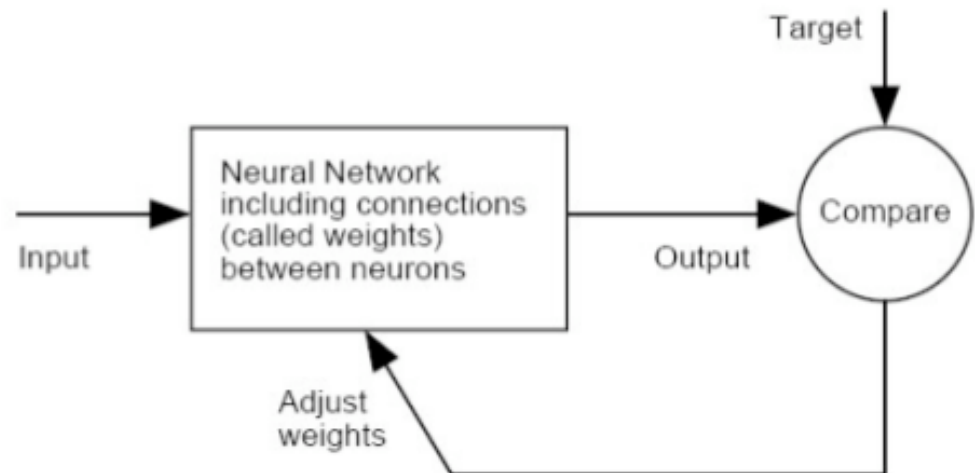 Target
Neural Network
including connections
(called weights)
between neurons
Compare
Input
Output
Adjust
weights